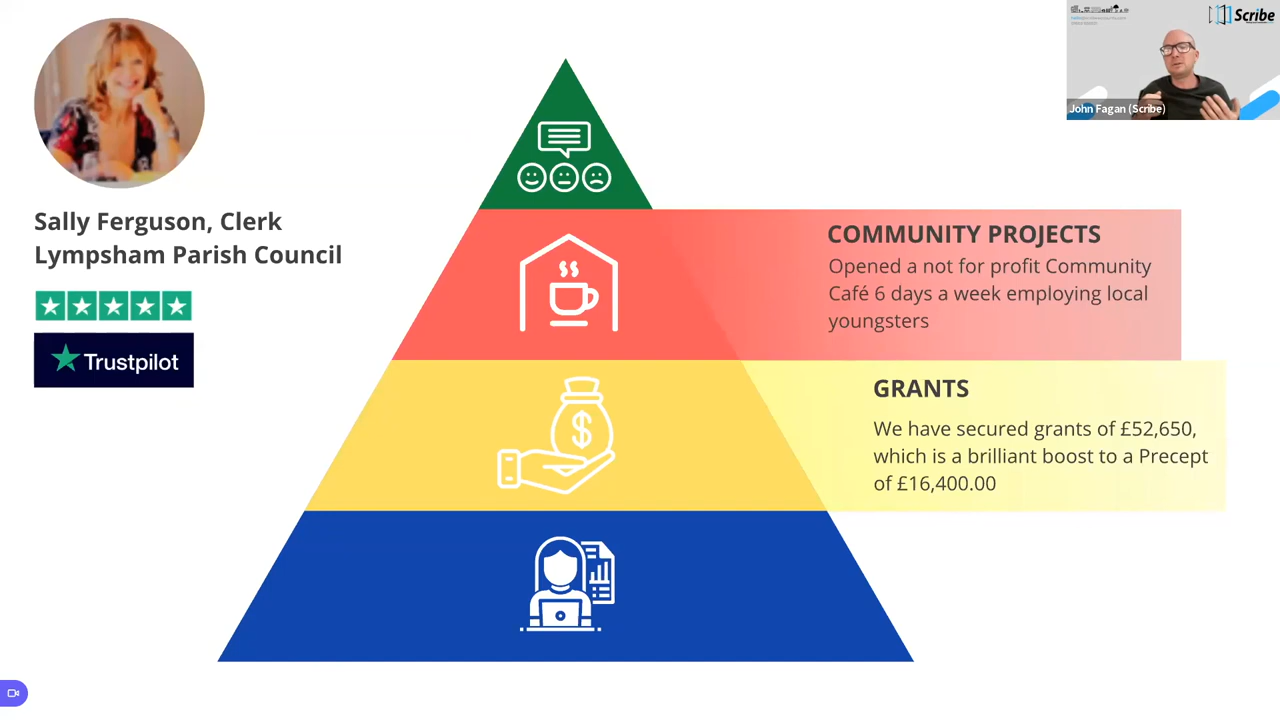 Sally Ferguson, Clerk
Lympsham Parish Council
Trustpilot
COMMUNITY PROJECTS
Opened a not for profit Community
Café 6 days a week employing local
youngsters
GRANTS
We have secured grants of £52,650,
which is a brilliant boost to a Precept
of £16,400.00
$
Scribe
John Fagan (Scribe)